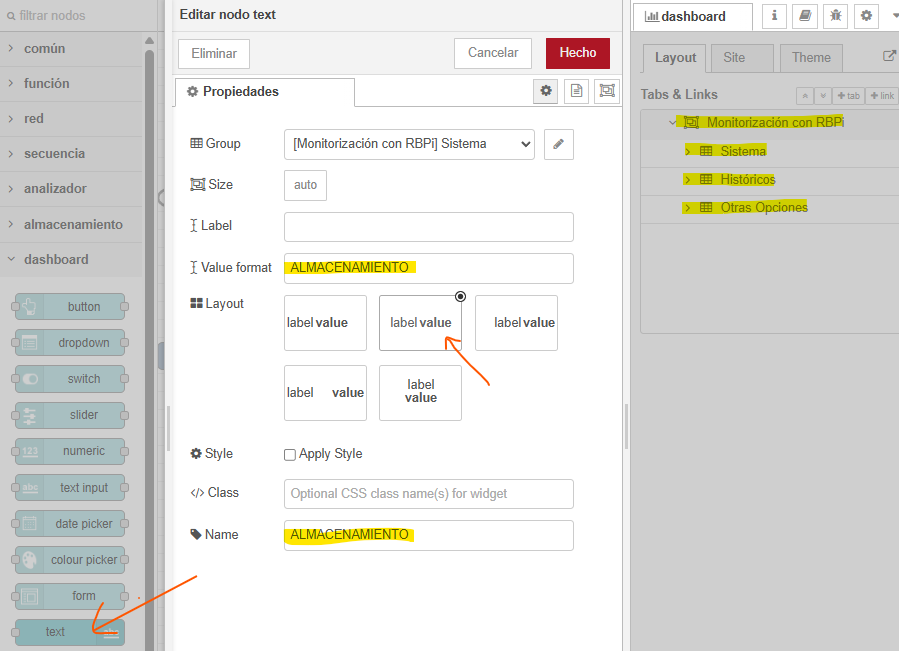 filtrar nodos
común
función
red
secuencia
analizador
almacenamiento
dashboard
button
dropdown
switch
slider
123 numeric
abc text input
date picker
colour picker
form
text abc
Editar nodo text
Eliminar
Cancelar
Hecho
Propiedades
Group
[Monitorización con RBPi] Sistema
Size
auto
Label
Value format
ALMACENAMIENTO
Layout
label value
label value
label value
label value
label
value
Style
Apply Style
</> Class
Optional CSS class name(s) for widget
Name
ALMACENAMIENTO
dashboard
i
Layout
Site
Theme
Tabs & Links
+tab
+link
Monitorización con RBPi
Sistema
Históricos
Otras Opciones